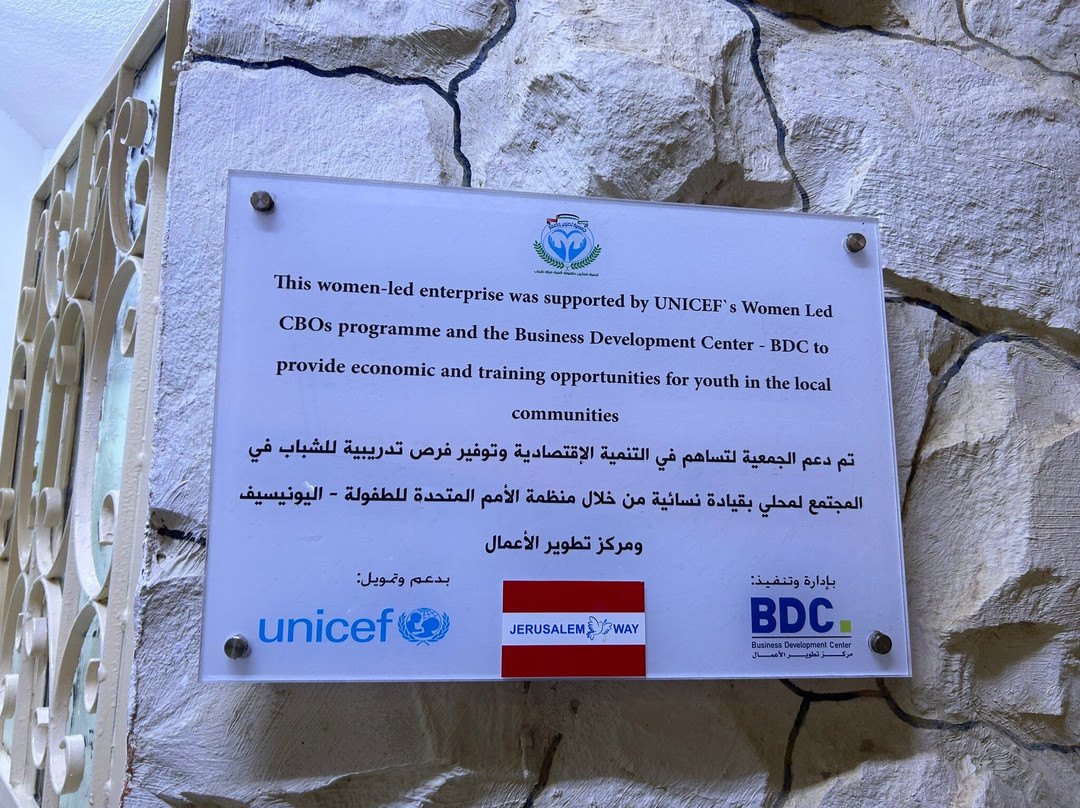 This women-led enterprise was supported by UNICEF`s Women Led
CBOs programme and the Business Development Center - BDC to
provide economic and training opportunities for youth in the local
communities
تم دعم الجمعية لتساهم في التنمية الإقتصادية وتوفير فرص تدريبية للشباب في
المجتمع لمحلي بقيادة نسائية من خلال منظمة الأمم المتحدة للطفولة - اليونيسيف
ومركز تطوير الأعمال
بدعم وتمويل:
unicef
JERUSALEM WAY
بإدارة وتنفيذ:
BDC.
Business Development Center
مركز تطوير الأعمال